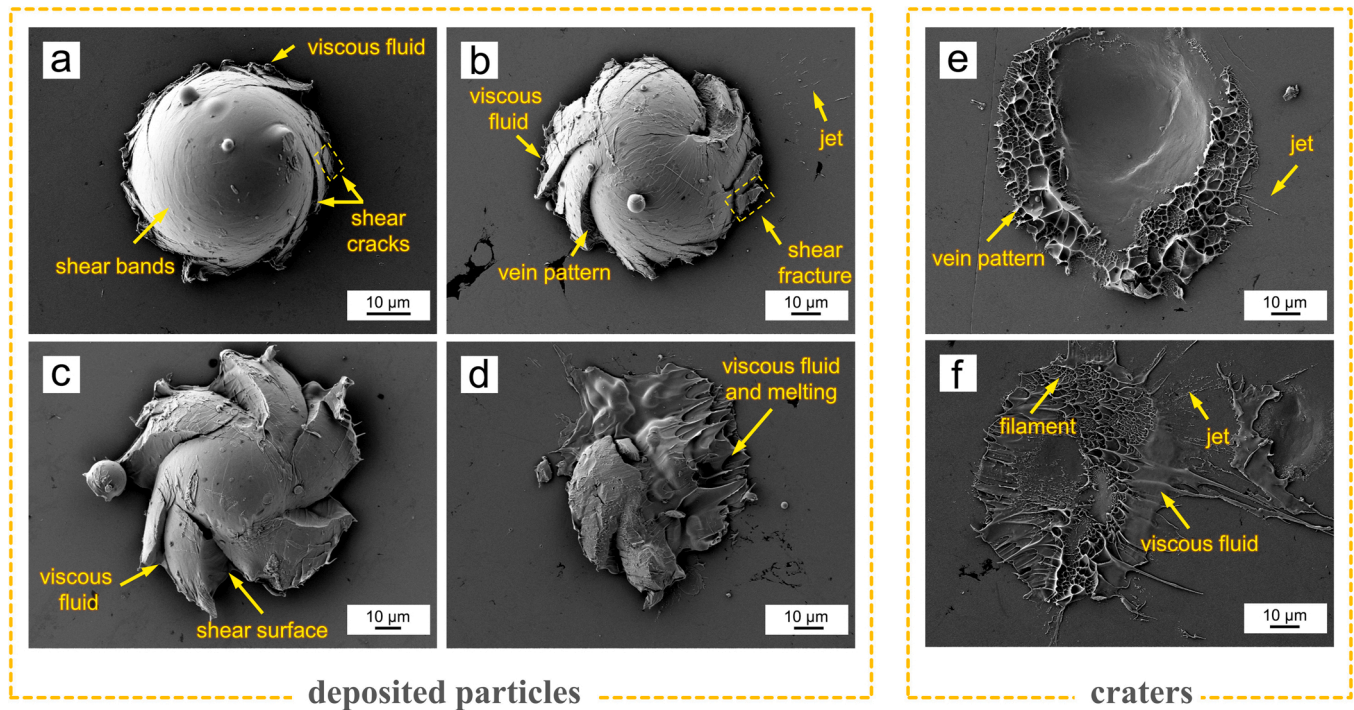 a
viscous fluid
shear
cracks
shear bands
10 µm
b
viscous
fluid
jet
vein pattern
shear
fracture
10 µm
c
viscous
fluid
shear surface
10 µm
d
viscous fluid
and melting
10 µm
deposited particles
e
jet
vein pattern
10 µm
f
filament
jet
viscous fluid
10 µm
craters